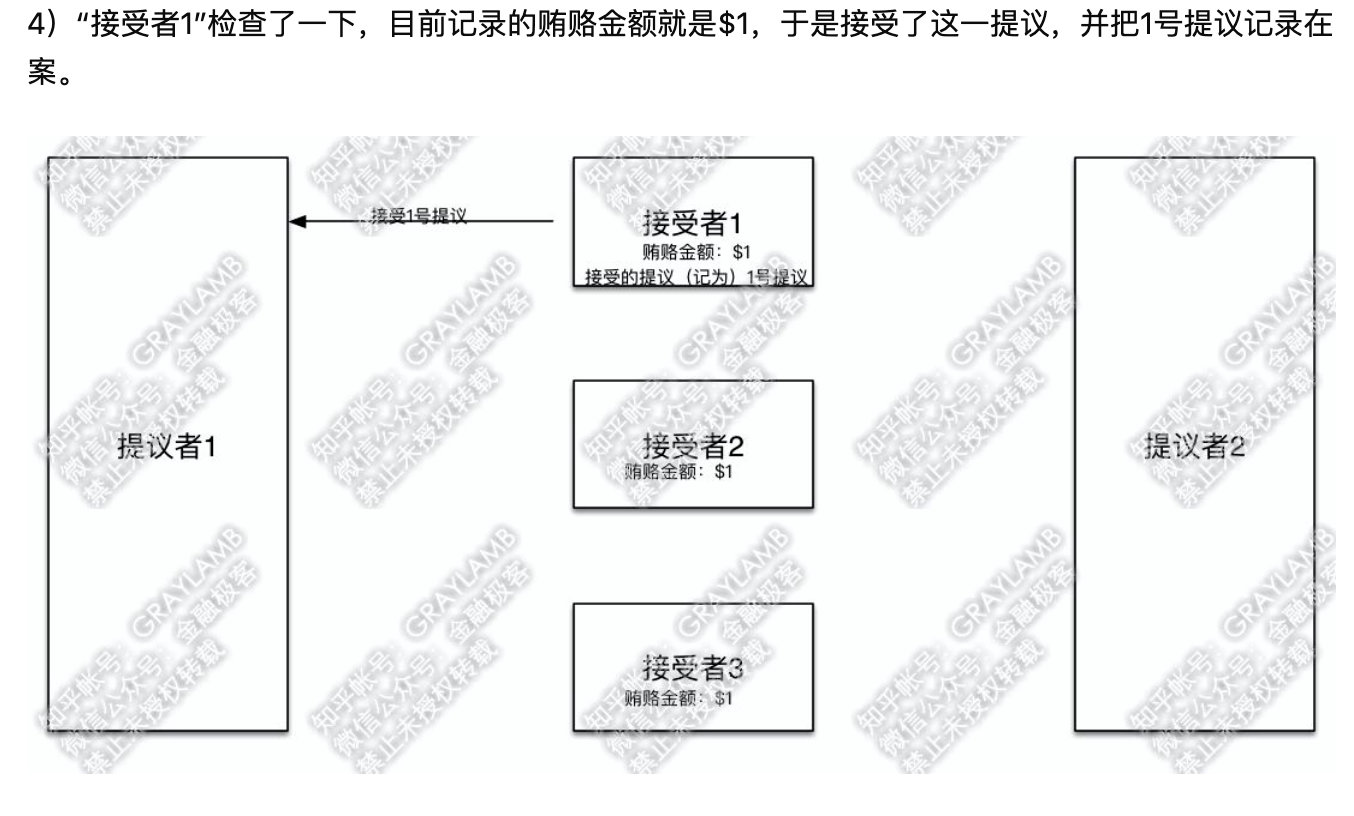 4）“接受者1”检查了一下，目前记录的贿赂金额就是$1，于是接受了这一提议，并把1号提议记录在
案。
接受1号提议
接受者1
贿赂金额：$1
接受的提议（记为）1号提议
提议者1
接受者2
贿赂金额：$1
提议者2
接受者3
贿赂金额：$1
知乎帐号：GRAYLAMB
微信公众号：金融极客
禁止未授权转载